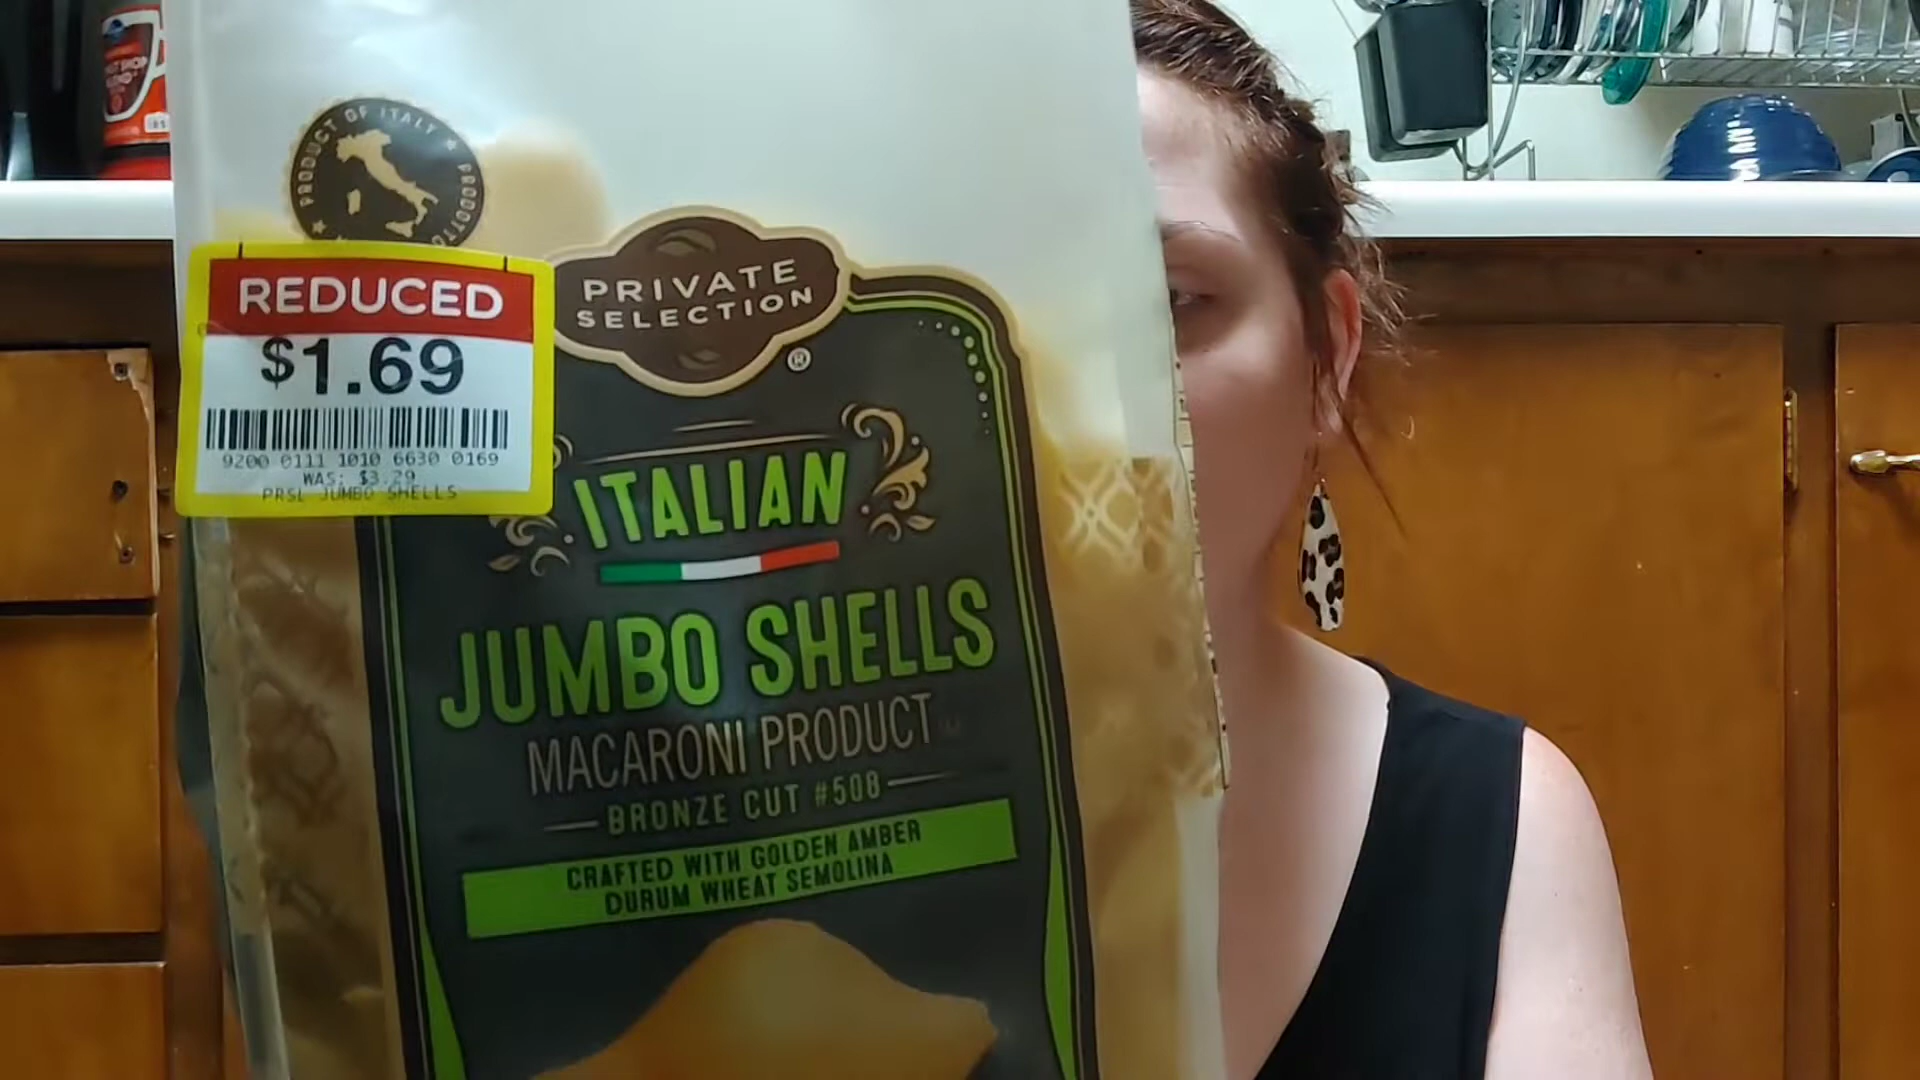 PRODUCT OF ITALY ★ PRODOTTO
REDUCED
$1.69
9200 0111 1010 6630 0169
WAS: $3.29
PRSL JUMBO SHELLS
PRIVATE
SELECTION
®
ITALIAN
JUMBO SHELLS
MACARONI PRODUCT
BRONZE CUT #508
CRAFTED WITH GOLDEN AMBER
DURUM WHEAT SEMOLINA